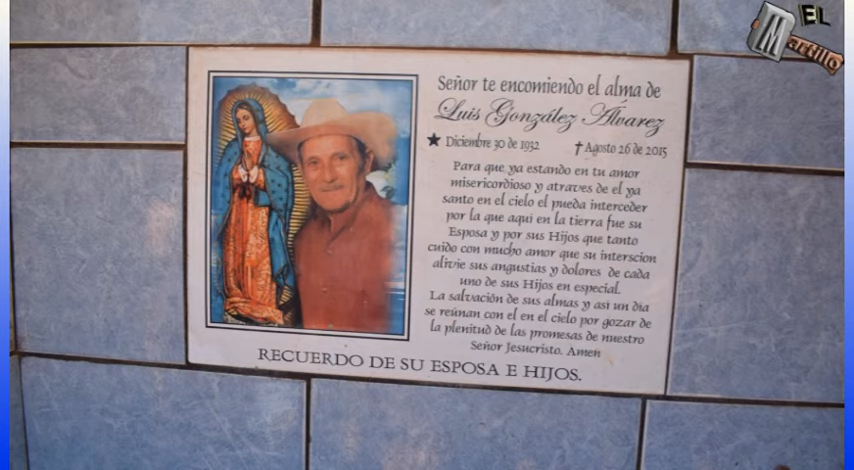 EL
Martillo
Señor te encomiendo el alma de
Luis González Alvarez
★ Diciembre 30 de 1932 † Agosto 26 de 2015
Para que ya estando en tu amor
misericordioso y atraves de el ya
santo en el cielo el pueda interceder
por la que aqui en la tierra fue su
Esposa y por sus Hijos que tanto
cuido con mucho amor que su interscion
alivie sus angustias y dolores de cada
uno de sus Hijos en especial.
La salvación de sus almas y asi un dia
se reúnan con el en el cielo por gozar de
la plenitud de las promesas de nuestro
Señor Jesucristo. Amen
RECUERDO DE SU ESPOSA E HIJOS.